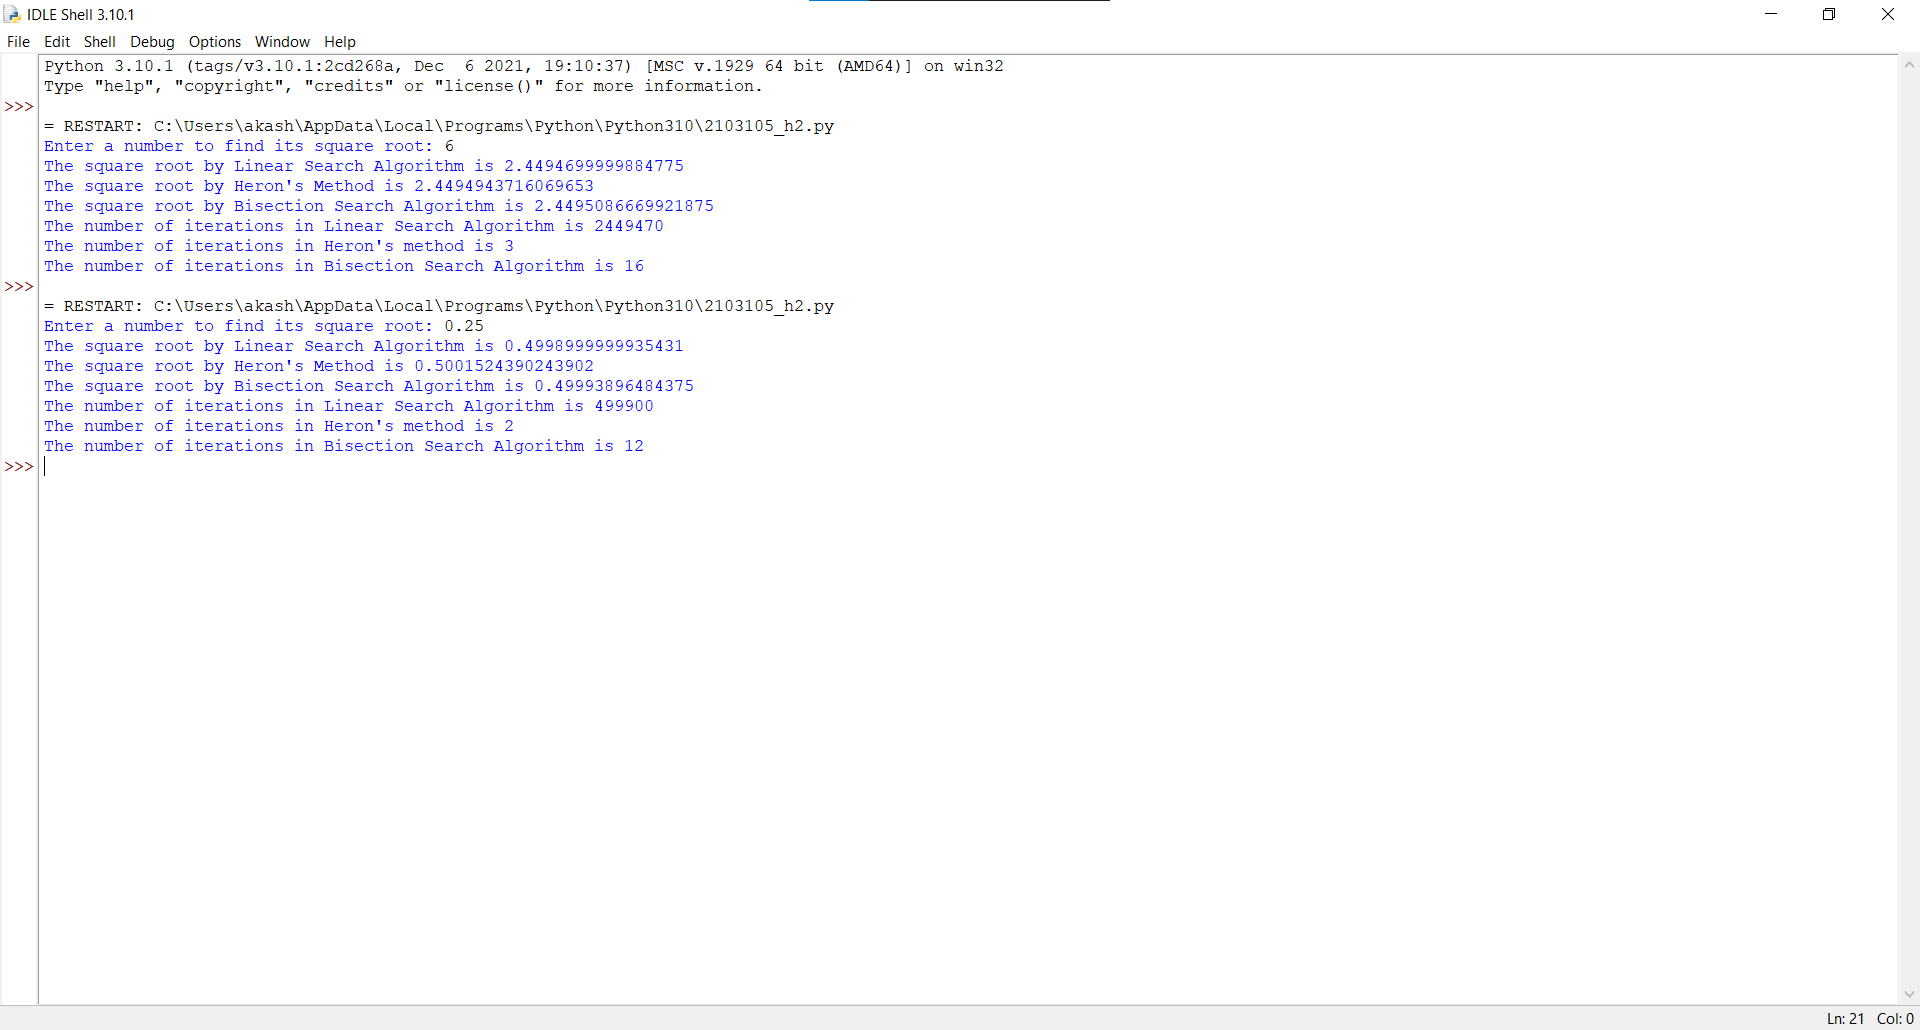 IDLE Shell 3.10.1
File Edit Shell Debug Options Window Help
Python 3.10.1 (tags/v3.10.1:2cd268a, Dec  6 2021, 19:10:37) [MSC v.1929 64 bit (AMD64)] on win32
Type "help", "copyright", "credits" or "license()" for more information.
>>>
= RESTART: C:\Users\akash\AppData\Local\Programs\Python\Python310\2103105_h2.py
Enter a number to find its square root: 6
The square root by Linear Search Algorithm is 2.4494699999884775
The square root by Heron's Method is 2.4494943716069653
The square root by Bisection Search Algorithm is 2.4495086669921875
The number of iterations in Linear Search Algorithm is 2449470
The number of iterations in Heron's method is 3
The number of iterations in Bisection Search Algorithm is 16
>>>
= RESTART: C:\Users\akash\AppData\Local\Programs\Python\Python310\2103105_h2.py
Enter a number to find its square root: 0.25
The square root by Linear Search Algorithm is 0.4998999999935431
The square root by Heron's Method is 0.5001524390243902
The square root by Bisection Search Algorithm is 0.49993896484375
The number of iterations in Linear Search Algorithm is 499900
The number of iterations in Heron's method is 2
The number of iterations in Bisection Search Algorithm is 12
>>>
Ln: 21 Col: 0